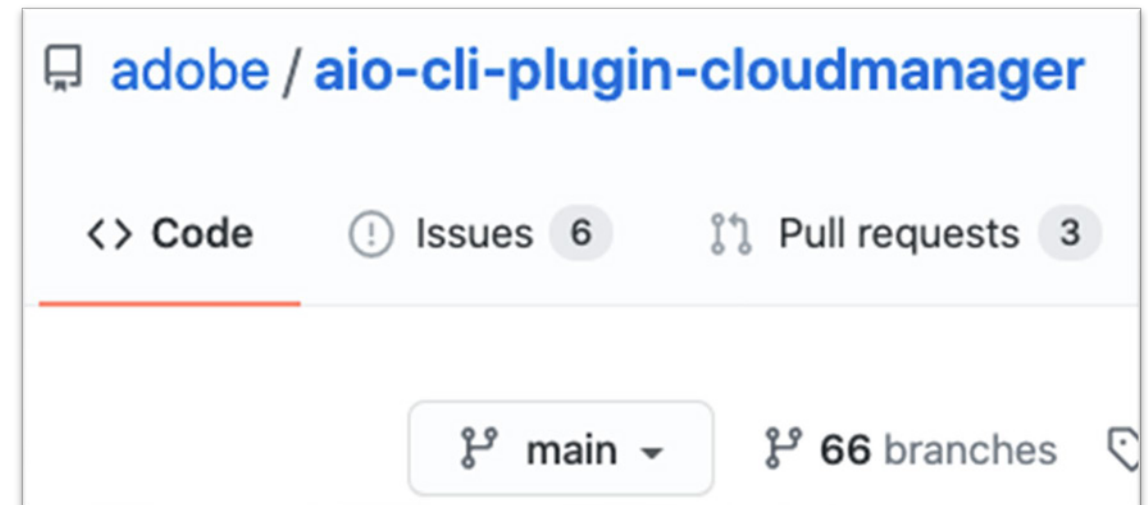 adobe / aio-cli-plugin-cloudmanager
<> Code Issues 6 Pull requests 3
main 66 branches